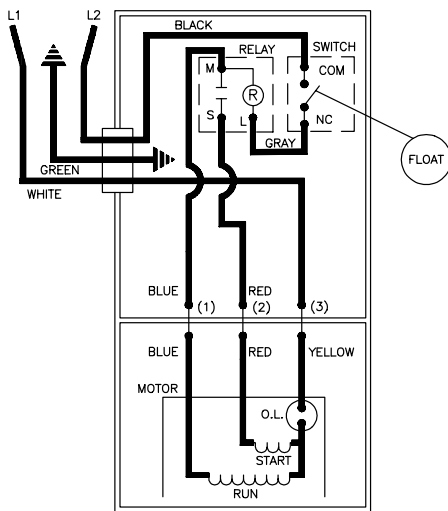 L1
L2
BLACK
RELAY
SWITCH
M
COM
R
S
L
NC
GRAY
FLOAT
GREEN
WHITE
BLUE
RED
(1)
(2)
(3)
BLUE
RED
YELLOW
MOTOR
O.L.
START
RUN